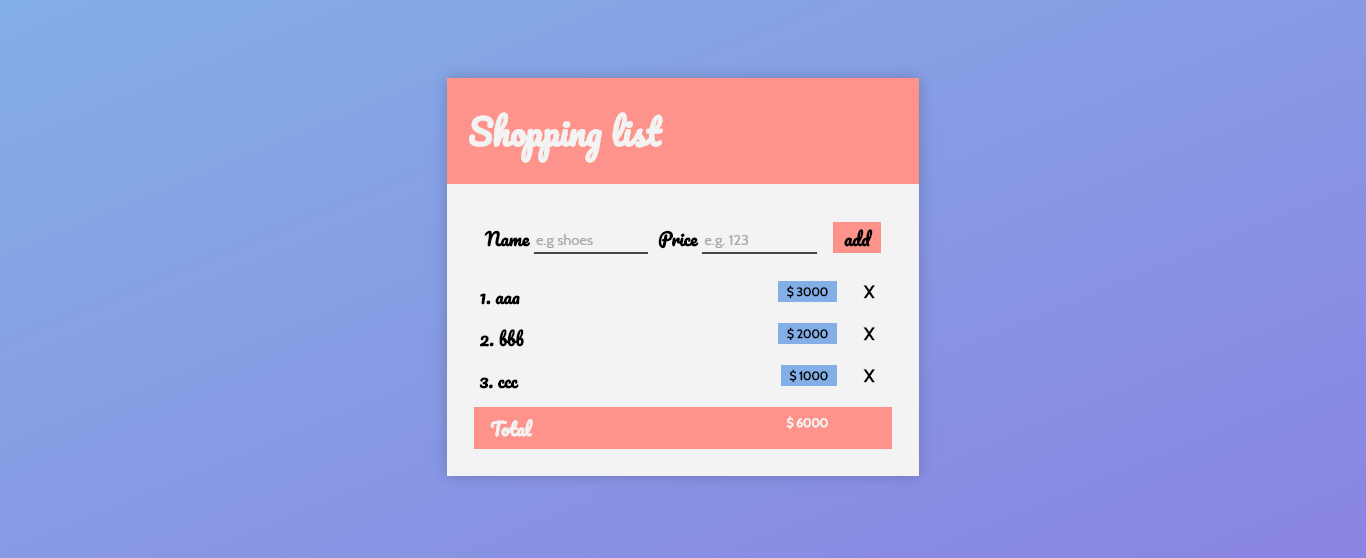 Shopping list
Name e.g shoes Price e.g. 123 add
1. aaa $ 3000 X
2. bbb $ 2000 X
3. ccc $ 1000 X
Total $ 6000